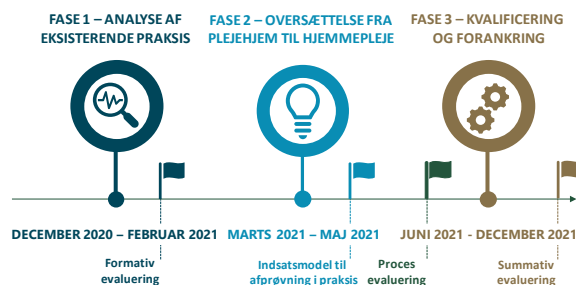 FASE 1 – ANALYSE AF
EKSISTERENDE PRAKSIS
FASE 2 – OVERSÆTTELSE FRA
PLEJEHJEM TIL HJEMMEPLEJE
FASE 3 – KVALIFICERING
OG FORANKRING
DECEMBER 2020 – FEBRUAR 2021
MARTS 2021 – MAJ 2021
JUNI 2021 - DECEMBER 2021
Formativ
evaluering
Indsatsmodel til
afprøvning i praksis
Proces
evaluering
Summativ
evaluering